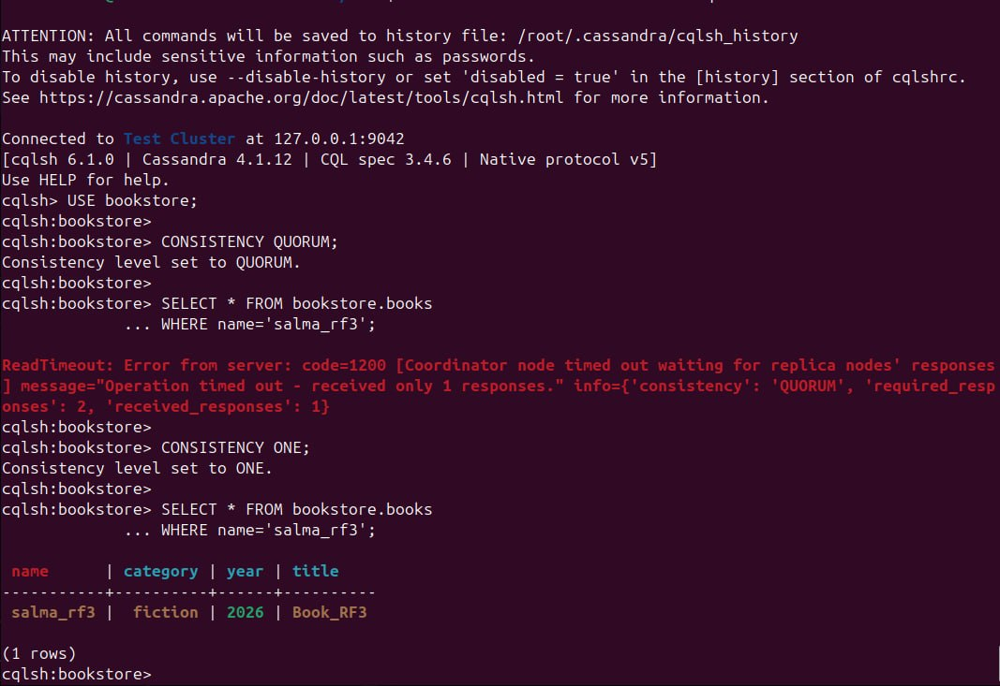 ATTENTION: All commands will be saved to history file: /root/.cassandra/cqlsh_history
This may include sensitive information such as passwords.
To disable history, use --disable-history or set 'disabled = true' in the [history] section of cqlshrc.
See https://cassandra.apache.org/doc/latest/tools/cqlsh.html for more information.
Connected to Test Cluster at 127.0.0.1:9042
[cqlsh 6.1.0 | Cassandra 4.1.12 | CQL spec 3.4.6 | Native protocol v5]
Use HELP for help.
cqlsh> USE bookstore;
cqlsh:bookstore>
cqlsh:bookstore> CONSISTENCY QUORUM;
Consistency level set to QUORUM.
cqlsh:bookstore>
cqlsh:bookstore> SELECT * FROM bookstore.books
             ... WHERE name='salma_rf3';
ReadTimeout: Error from server: code=1200 [Coordinator node timed out waiting for replica nodes' responses
] message="Operation timed out - received only 1 responses." info={'consistency': 'QUORUM', 'required_resp
onses': 2, 'received_responses': 1}
cqlsh:bookstore>
cqlsh:bookstore> CONSISTENCY ONE;
Consistency level set to ONE.
cqlsh:bookstore>
cqlsh:bookstore> SELECT * FROM bookstore.books
             ... WHERE name='salma_rf3';
 name      | category | year | title
-----------+----------+------+----------
 salma_rf3 |  fiction | 2026 | Book_RF3
(1 rows)
cqlsh:bookstore>